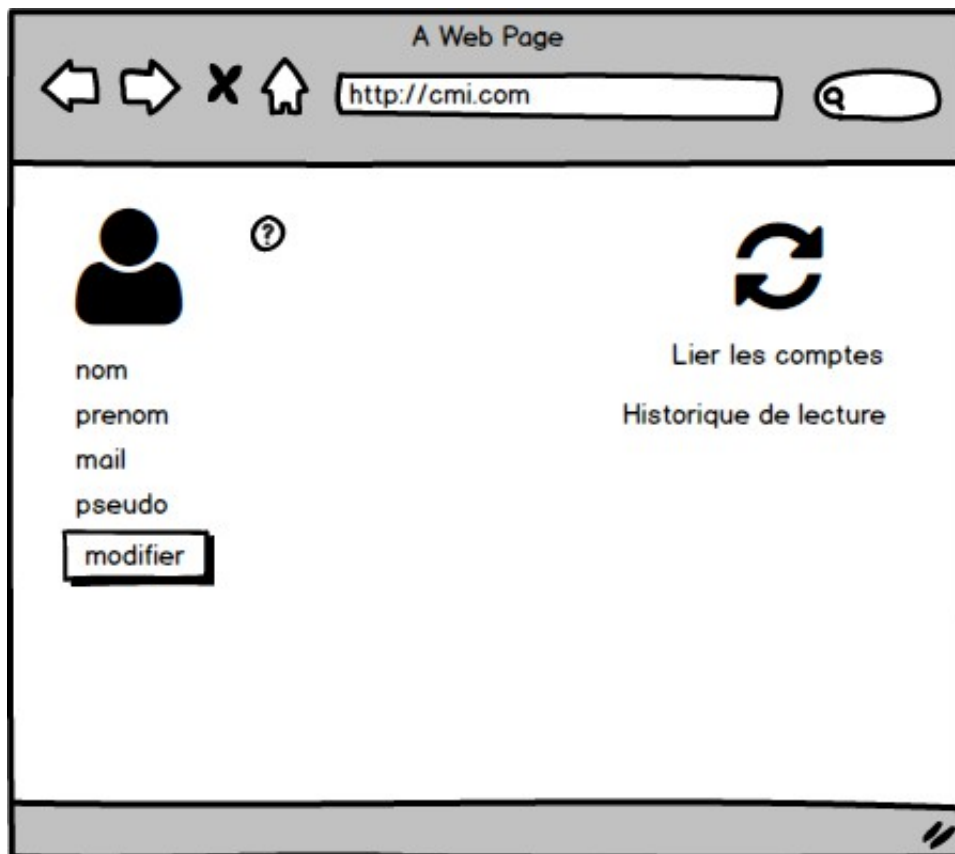 A Web Page
http://cmi.com
?
nom
prenom
mail
pseudo
modifier
Lier les comptes
Historique de lecture